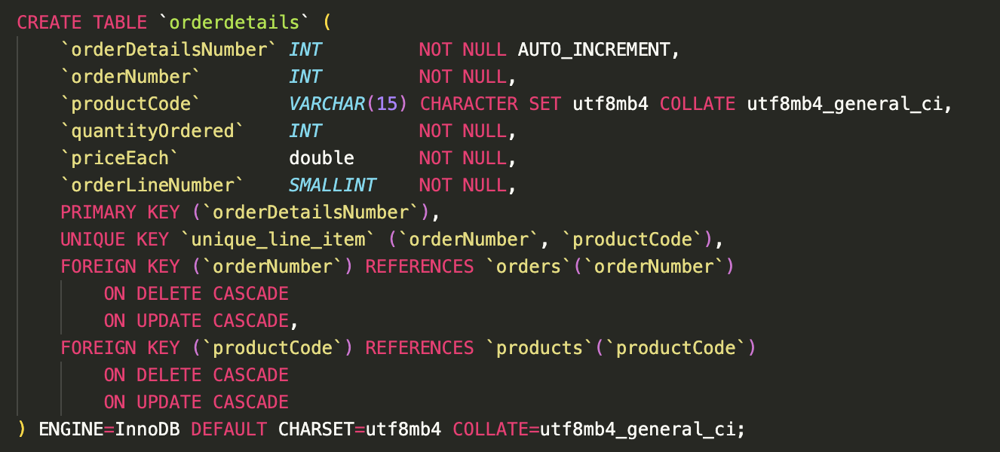 CREATE TABLE `orderdetails` (
    `orderDetailsNumber` INT         NOT NULL AUTO_INCREMENT,
    `orderNumber`        INT         NOT NULL,
    `productCode`        VARCHAR(15) CHARACTER SET utf8mb4 COLLATE utf8mb4_general_ci,
    `quantityOrdered`    INT         NOT NULL,
    `priceEach`          double      NOT NULL,
    `orderLineNumber`    SMALLINT    NOT NULL,
    PRIMARY KEY (`orderDetailsNumber`),
    UNIQUE KEY `unique_line_item` (`orderNumber`, `productCode`),
    FOREIGN KEY (`orderNumber`) REFERENCES `orders`(`orderNumber`)
        ON DELETE CASCADE
        ON UPDATE CASCADE,
    FOREIGN KEY (`productCode`) REFERENCES `products`(`productCode`)
        ON DELETE CASCADE
        ON UPDATE CASCADE
) ENGINE=InnoDB DEFAULT CHARSET=utf8mb4 COLLATE=utf8mb4_general_ci;